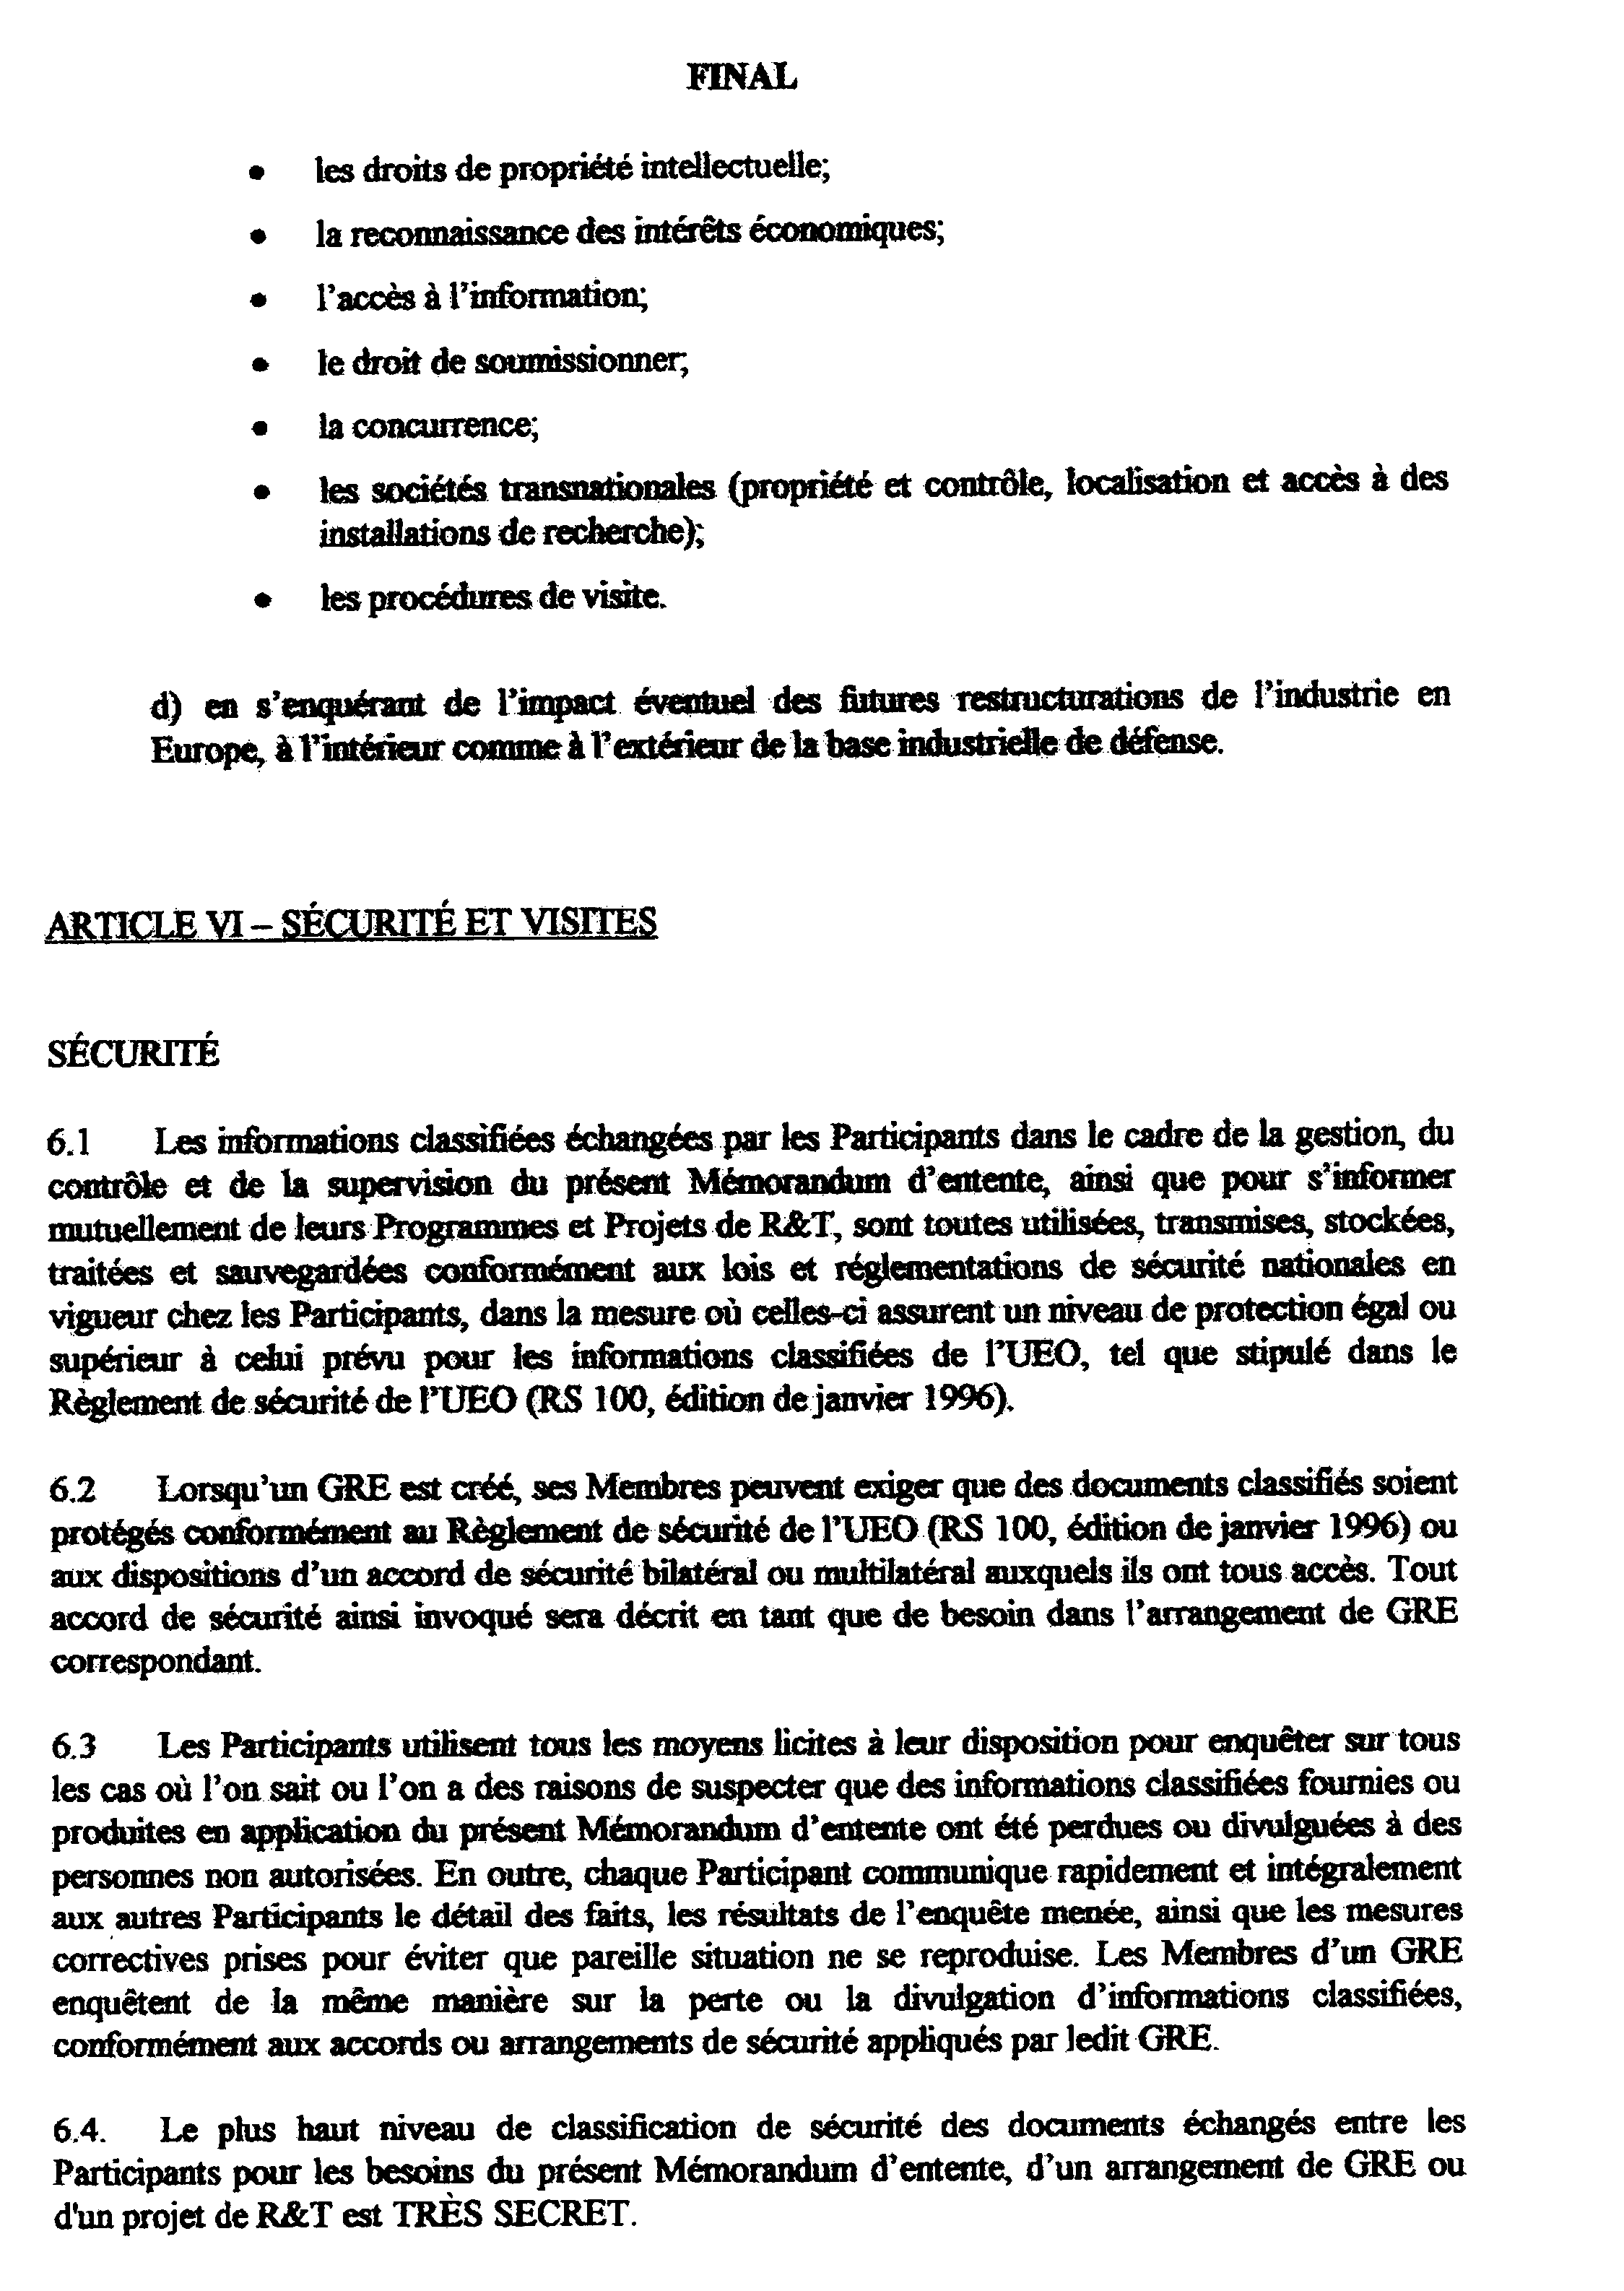 FINAL
• les droits de propriété intellectuelle;
• la reconnaissance des intérêts économiques;
• l'accès à l'information;
• le droit de soumissionner;
• la concurrence;
• les sociétés transnationales (propriété et contrôle, localisation et accès à des
installations de recherche);
• les procédures de visite.
d) en s'enquérant de l'impact éventuel des futures restructurations de l'industrie en
Europe, à l'intérieur comme à l'extérieur de la base industrielle de défense.
ARTICLE VI – SÉCURITÉ ET VISITES
SÉCURITÉ
6.1 Les informations classifiées échangées par les Participants dans le cadre de la gestion, du
contrôle et de la supervision du présent Mémorandum d'entente, ainsi que pour s'informer
mutuellement de leurs Programmes et Projets de R&T, sont toutes utilisées, transmises, stockées,
traitées et sauvegardées conformément aux lois et réglementations de sécurité nationales en
vigueur chez les Participants, dans la mesure où celles-ci assurent un niveau de protection égal ou
supérieur à celui prévu pour les informations classifiées de l'UEO, tel que stipulé dans le
Règlement de sécurité de l'UEO (RS 100, édition de janvier 1996).
6.2 Lorsqu'un GRE est créé, ses Membres peuvent exiger que des documents classifiés soient
protégés conformément au Règlement de sécurité de l'UEO (RS 100, édition de janvier 1996) ou
aux dispositions d'un accord de sécurité bilatéral ou multilatéral auxquels ils ont tous accès. Tout
accord de sécurité ainsi invoqué sera décrit en tant que de besoin dans l'arrangement de GRE
correspondant.
6.3 Les Participants utilisent tous les moyens licites à leur disposition pour enquêter sur tous
les cas où l'on sait ou l'on a des raisons de suspecter que des informations classifiées fournies ou
produites en application du présent Mémorandum d'entente ont été perdues ou divulguées à des
personnes non autorisées. En outre, chaque Participant communique rapidement et intégralement
aux autres Participants le détail des faits, les résultats de l'enquête menée, ainsi que les mesures
correctives prises pour éviter que pareille situation ne se reproduise. Les Membres d'un GRE
enquêtent de la même manière sur la perte ou la divulgation d'informations classifiées,
conformément aux accords ou arrangements de sécurité appliqués par ledit GRE.
6.4. Le plus haut niveau de classification de sécurité des documents échangés entre les
Participants pour les besoins du présent Mémorandum d'entente, d'un arrangement de GRE ou
d'un projet de R&T est TRÈS SECRET.